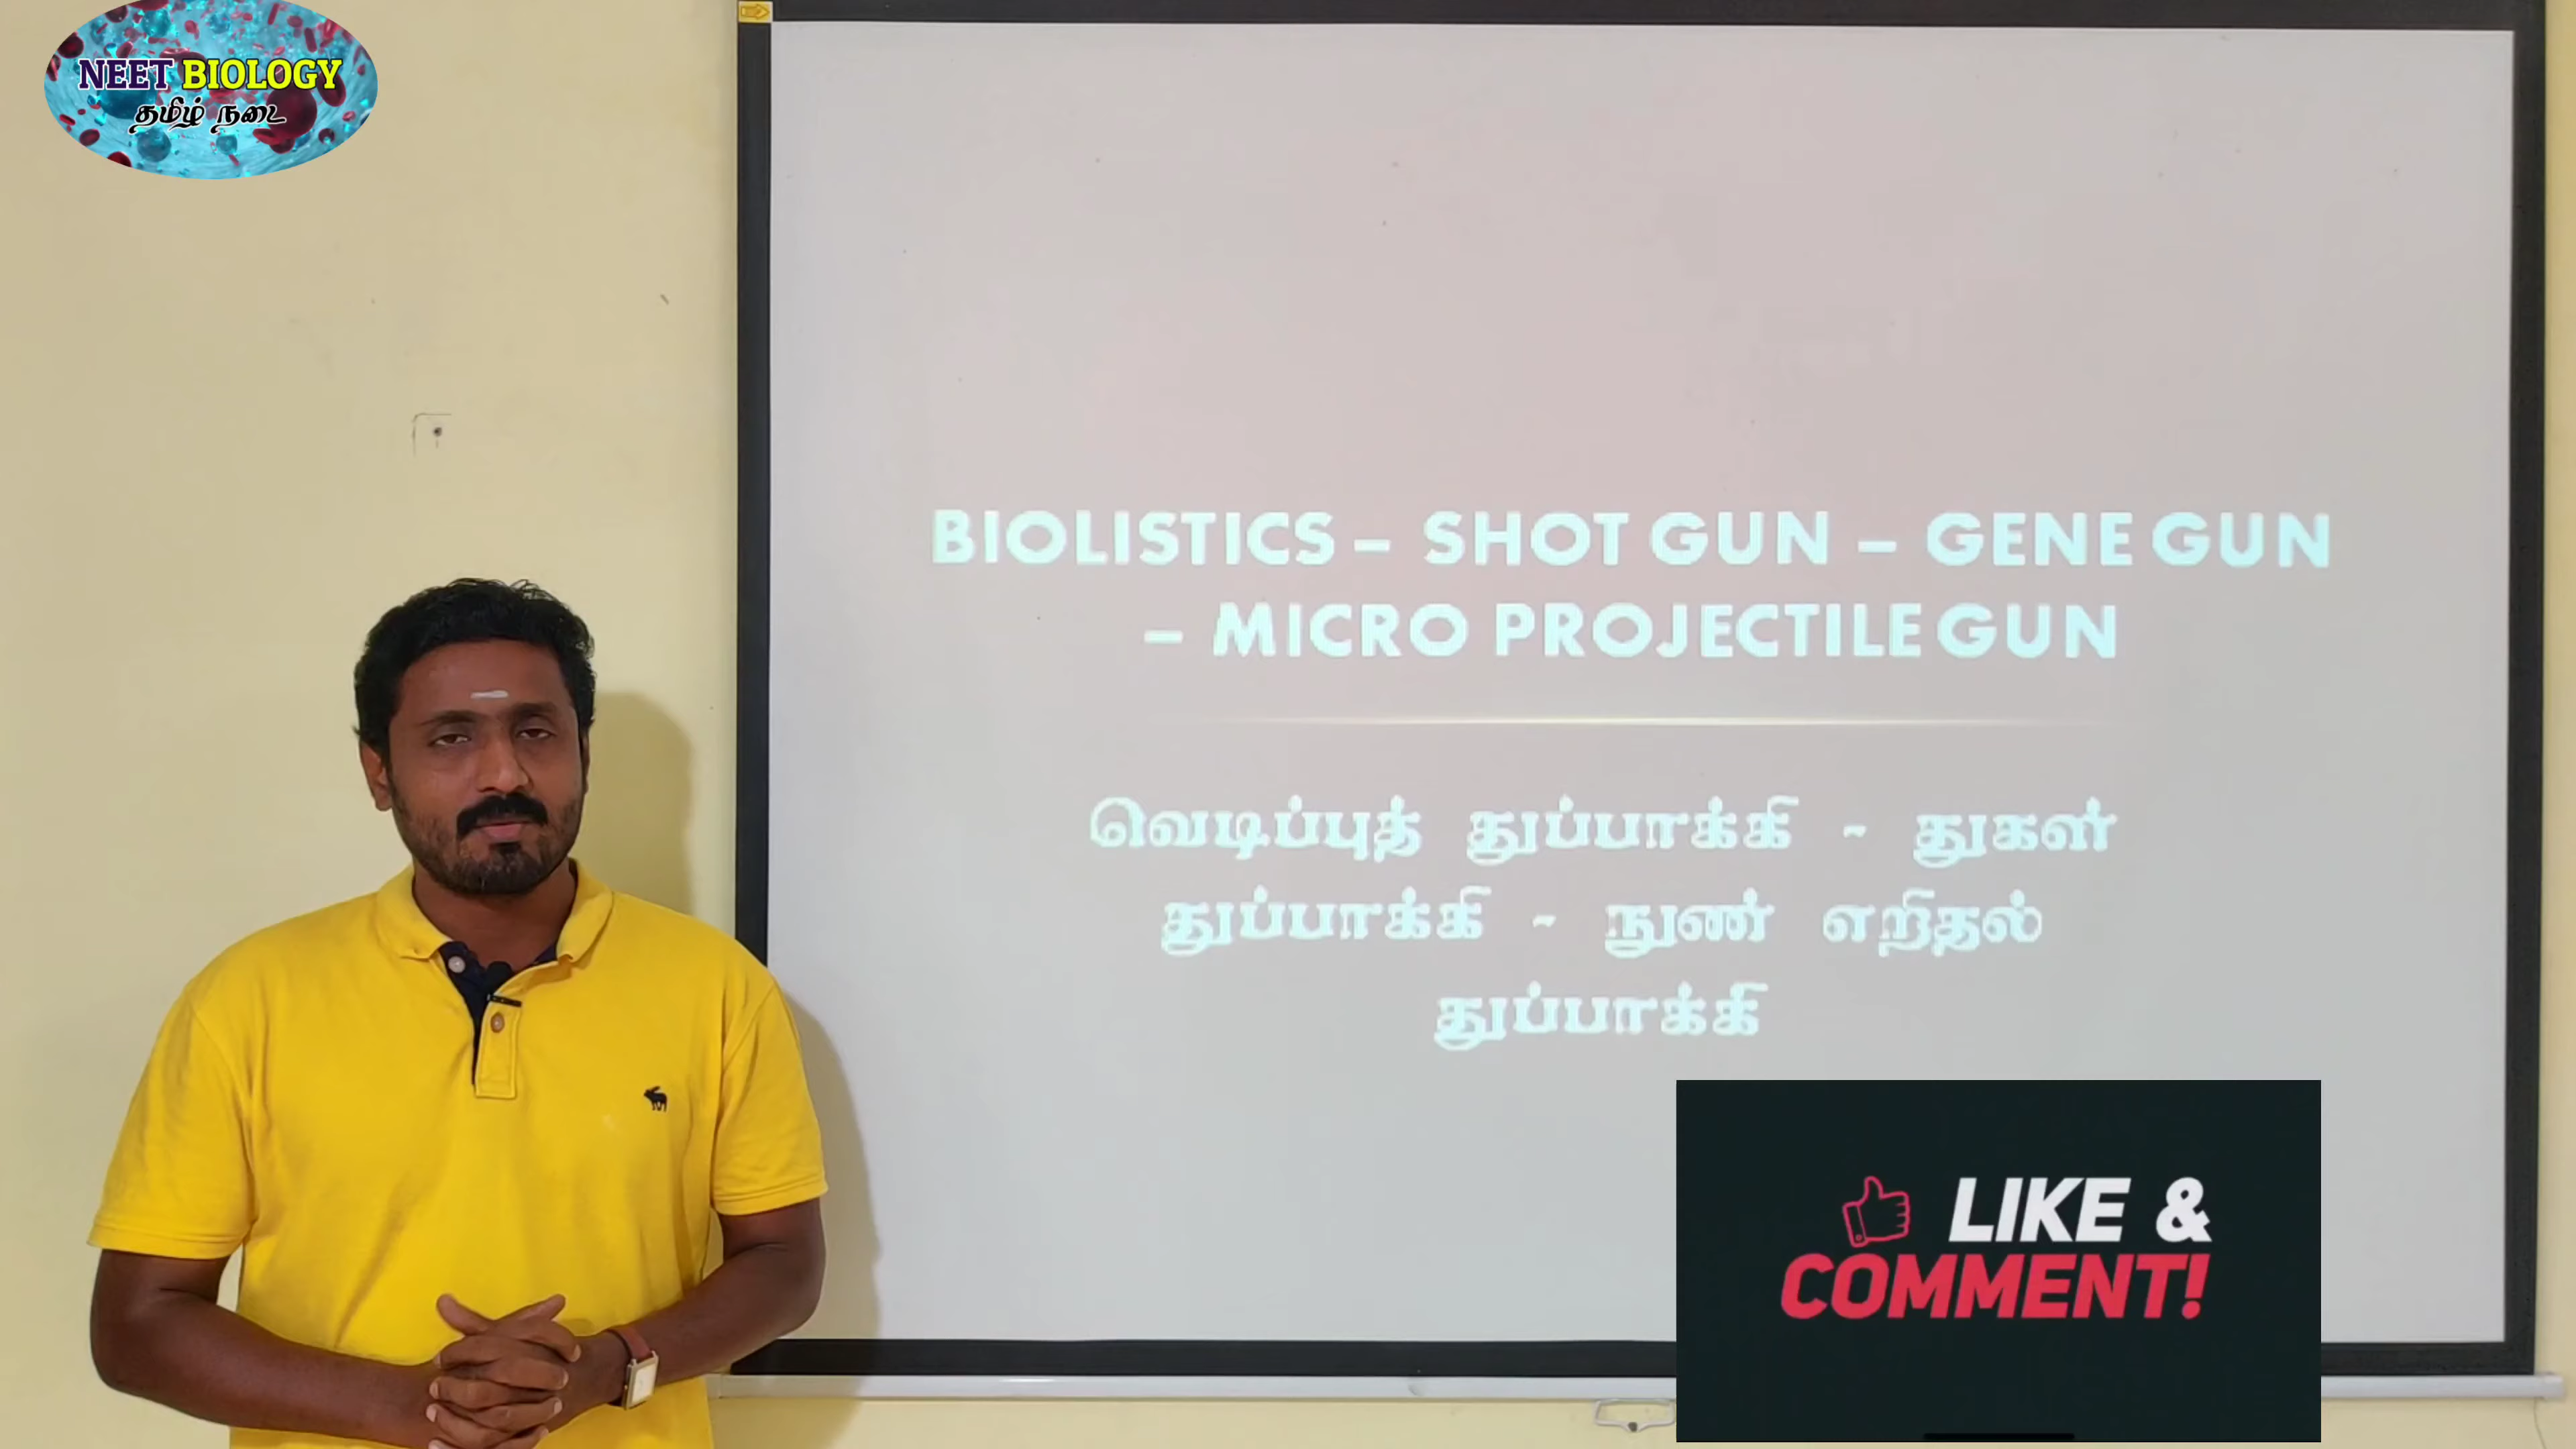 NEET BIOLOGY
தமிழ் நடை
BIOLISTICS – SHOT GUN – GENE GUN
– MICRO PROJECTILE GUN
வெடிப்புத் துப்பாக்கி - துகள்
துப்பாக்கி - நுண் எறிதல்
துப்பாக்கி
LIKE &
COMMENT!